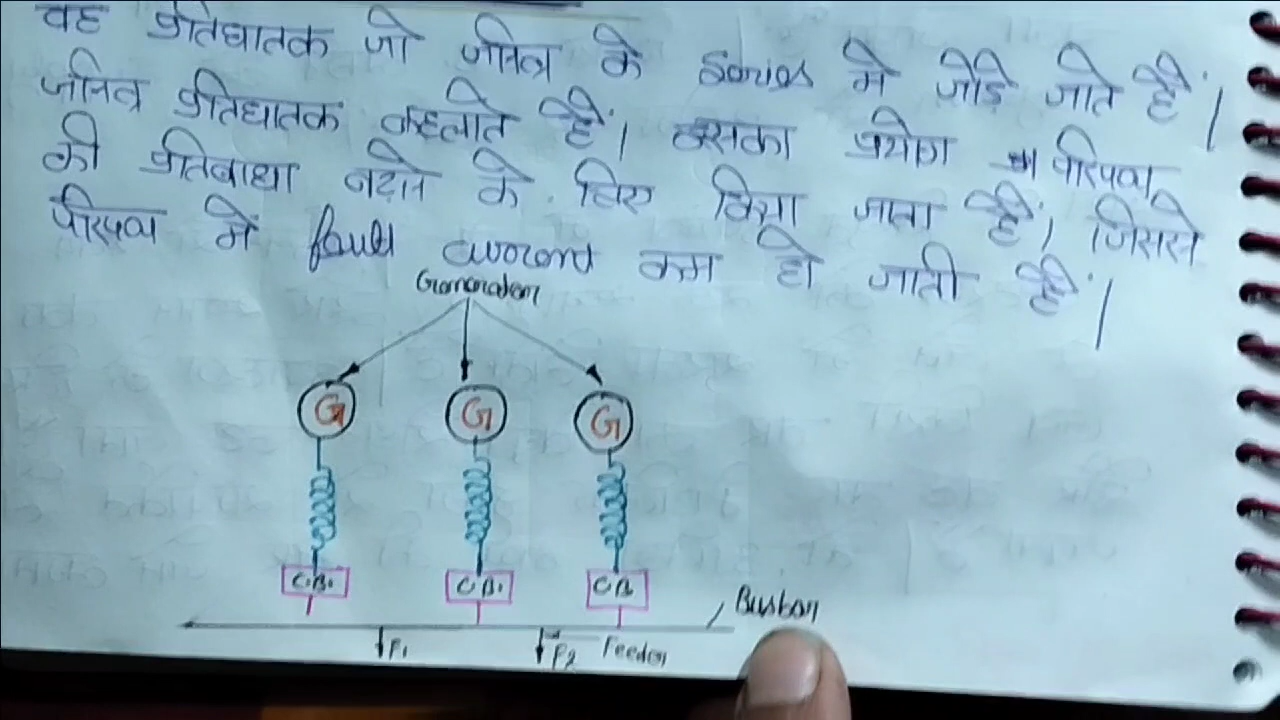 वह प्रतिघातक जो जनित्र के Series मे जोड़े जाते हैं।
जनित्र प्रतिघातक कहलाते हैं। इसका प्रयोग परिपथ
की प्रतिबाधा बढ़ाने के लिए किया जाता हैं, जिससे
परिपथ में fault current कम हो जाती हैं।
Generator
G G G
C.B. C.B. C.B
Busbar
F1 F2 Feeder